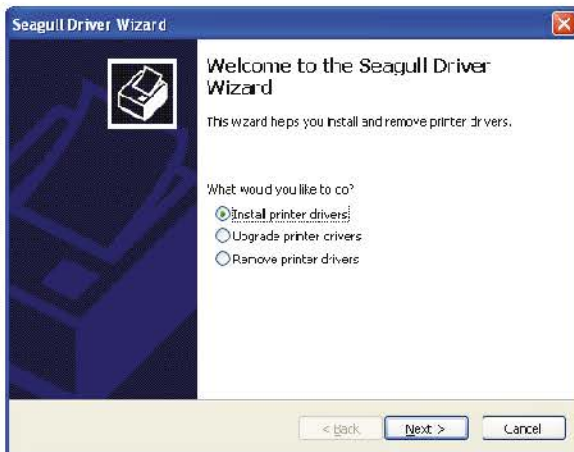 Seagull Driver Wizard
Welcome to the Seagull Driver
Wizard
This wizard helps you install and remove printer drivers.
What would you like to do?
Install printer drivers
Upgrade printer drivers
Remove printer drivers
< Back
Next >
Cancel